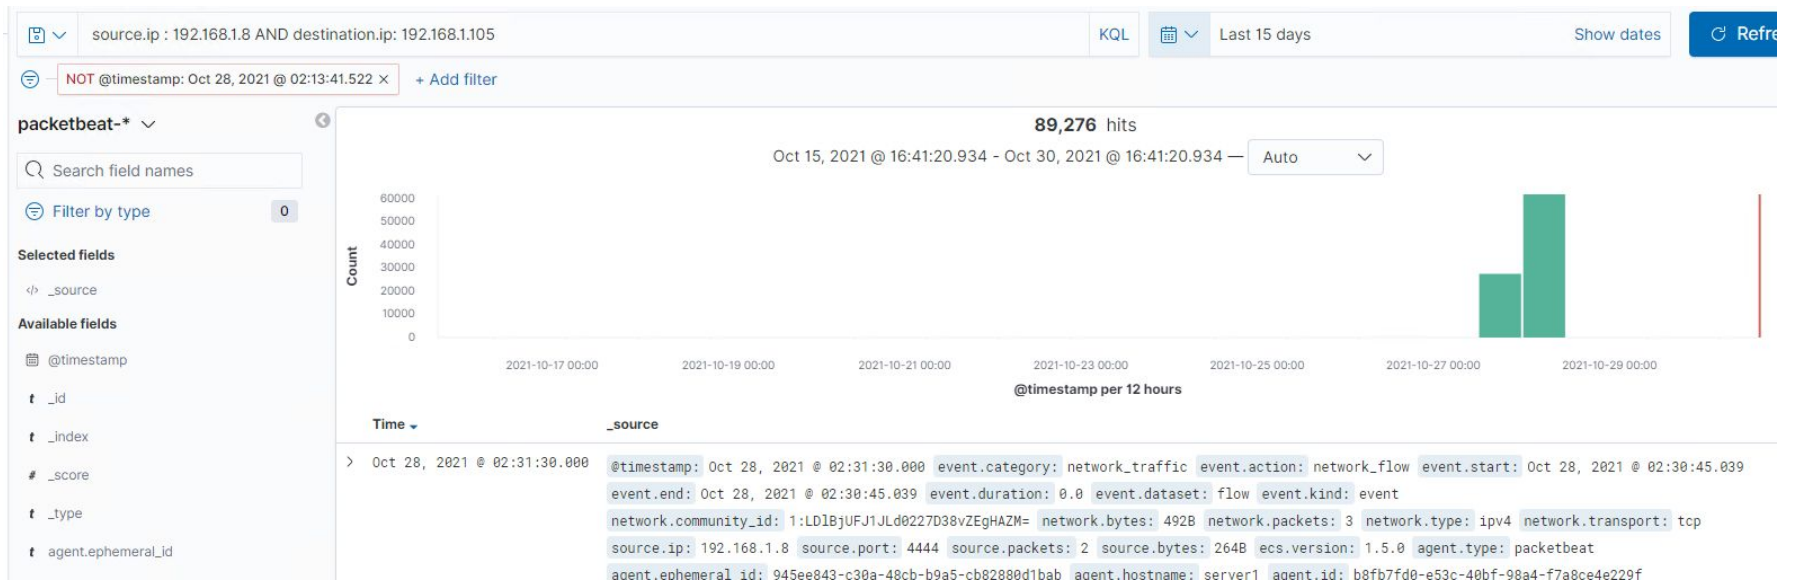 source.ip : 192.168.1.8 AND destination.ip: 192.168.1.105 KQL Last 15 days Show dates Refre
NOT @timestamp: Oct 28, 2021 @ 02:13:41.522 × + Add filter
packetbeat-*
89,276 hits
Oct 15, 2021 @ 16:41:20.934 - Oct 30, 2021 @ 16:41:20.934 — Auto
Search field names
Filter by type 0
Selected fields
</> _source
Available fields
@timestamp
t _id
t _index
# _score
t _type
t agent.ephemeral_id
Count
60000
50000
40000
30000
20000
10000
0
2021-10-17 00:00 2021-10-19 00:00 2021-10-21 00:00 2021-10-23 00:00 2021-10-25 00:00 2021-10-27 00:00 2021-10-29 00:00
@timestamp per 12 hours
Time _source
> Oct 28, 2021 @ 02:31:30.000 @timestamp: Oct 28, 2021 @ 02:31:30.000 event.category: network_traffic event.action: network_flow event.start: Oct 28, 2021 @ 02:30:45.039
event.end: Oct 28, 2021 @ 02:30:45.039 event.duration: 0.0 event.dataset: flow event.kind: event
network.community_id: 1:LDlBjUFJ1JLd0227D38vZEgHAZM= network.bytes: 492B network.packets: 3 network.type: ipv4 network.transport: tcp
source.ip: 192.168.1.8 source.port: 4444 source.packets: 2 source.bytes: 264B ecs.version: 1.5.0 agent.type: packetbeat
agent.ephemeral_id: 945ee843-c30a-48cb-b9a5-cb82880d1bab agent.hostname: server1 agent.id: b8fb7fd0-e53c-40bf-98a4-f7a8ce4e229f